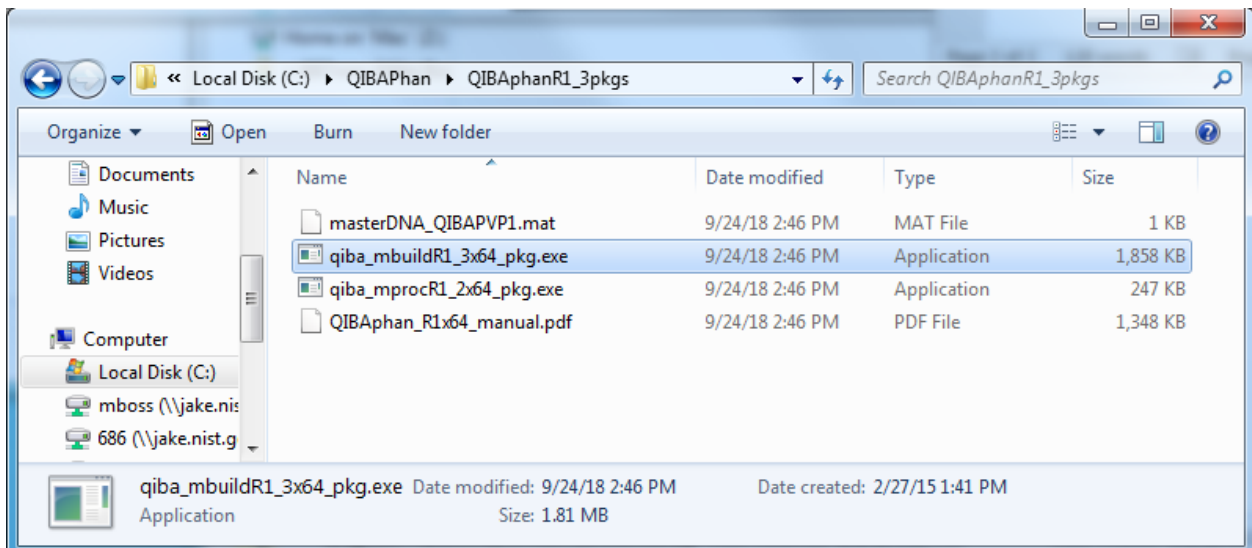 « Local Disk (C:) ▸ QIBAPhan ▸ QIBAphanR1_3pkgs Search QIBAphanR1_3pkgs
Organize Open Burn New folder
Documents
Music
Pictures
Videos
Computer
Local Disk (C:)
mboss (\\jake.nis
686 (\\jake.nist.g
Name Date modified Type Size
masterDNA_QIBAPVP1.mat 9/24/18 2:46 PM MAT File 1 KB
qiba_mbuildR1_3x64_pkg.exe 9/24/18 2:46 PM Application 1,858 KB
qiba_mprocR1_2x64_pkg.exe 9/24/18 2:46 PM Application 247 KB
QIBAphan_R1x64_manual.pdf 9/24/18 2:46 PM PDF File 1,348 KB
qiba_mbuildR1_3x64_pkg.exe Date modified: 9/24/18 2:46 PM Date created: 2/27/15 1:41 PM
Application Size: 1.81 MB